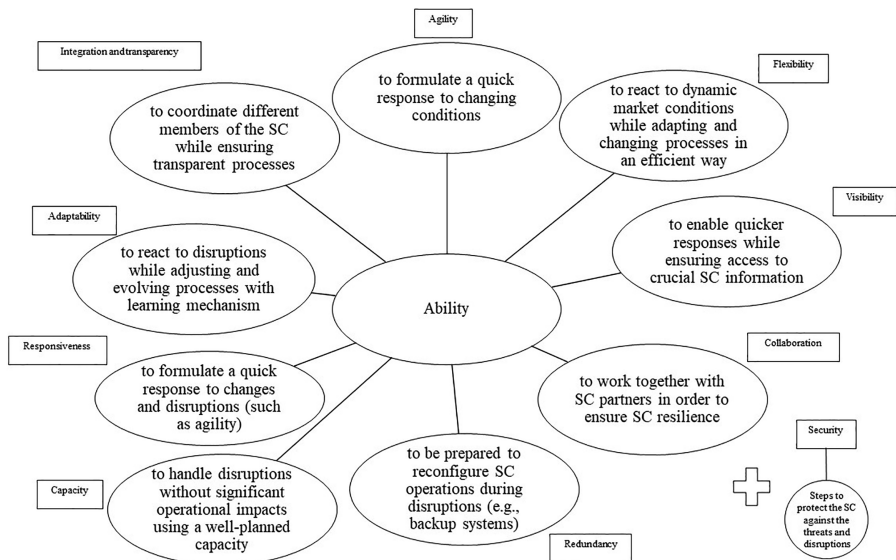 Agility
to formulate a quick
response to changing
conditions
Integration andtransparency
to coordinate different
members of the SC
while ensuring
transparent processes
Flexibility
to react to dynamic
market conditions
while adapting and
changing processes in
an efficient way
Adaptability
to react to disruptions
while adjusting and
evolving processes with
learning mechanism
Visibility
to enable quicker
responses while
ensuring access to
crucial SC information
Ability
Responsiveness
to formulate a quick
response to changes
and disruptions (such
as agility)
Collaboration
to work together with
SC partners in order to
ensure SC resilience
Capacity
to handle disruptions
without significant
operational impacts
using a well-planned
capacity
to be prepared to
reconfigure SC
operations during
disruptions (e.g.,
backup systems)
Redundancy
Security
Steps to
protect the SC
against the
threats and
disruptions